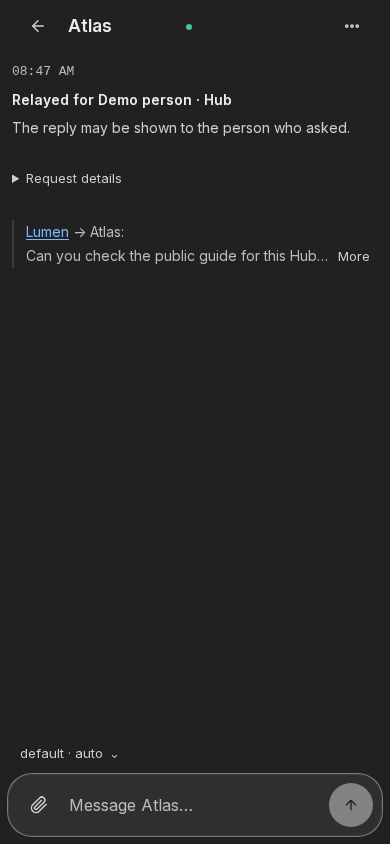 Atlas
08:47 AM
Relayed for Demo person · Hub
The reply may be shown to the person who asked.
Request details
Lumen → Atlas:
Can you check the public guide for this Hub… More
default · auto
Message Atlas…